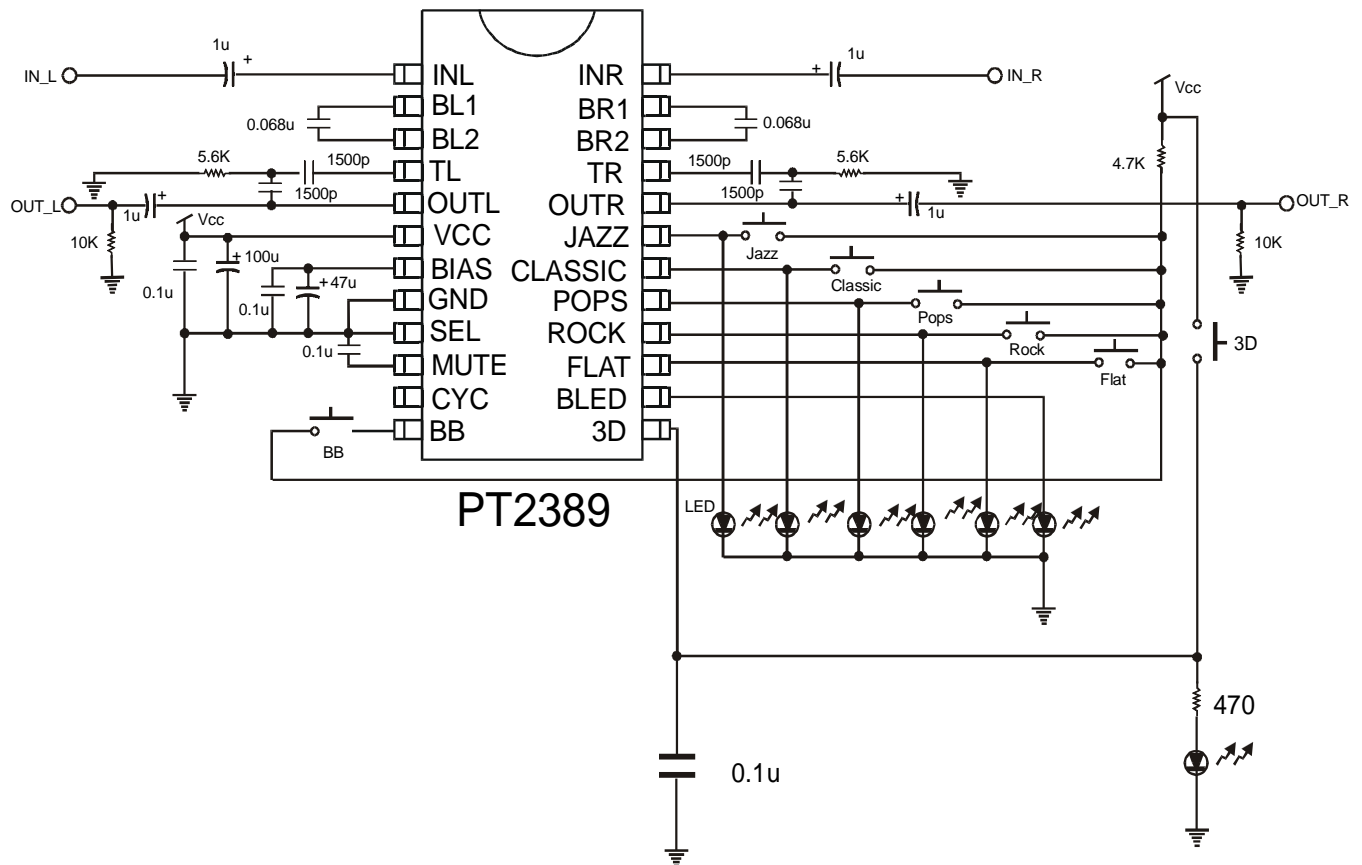 1u
+
IN_L
INL
INR
1u
+
IN_R
Vcc
BL1
BL2
0.068u
BR1
BR2
0.068u
4.7K
5.6K
1500p
TL
TR
1500p
5.6K
1500p
1500p
OUT_L
1u
+
OUTL
OUTR
+
1u
OUT_R
Vcc
10K
VCC
JAZZ
Jazz
10K
+
100u
0.1u
BIAS
CLASSIC
Classic
+
47u
0.1u
GND
POPS
Pops
SEL
ROCK
Rock
0.1u
3D
MUTE
FLAT
Flat
CYC
BLED
BB
BB
3D
PT2389
LED
470
0.1u